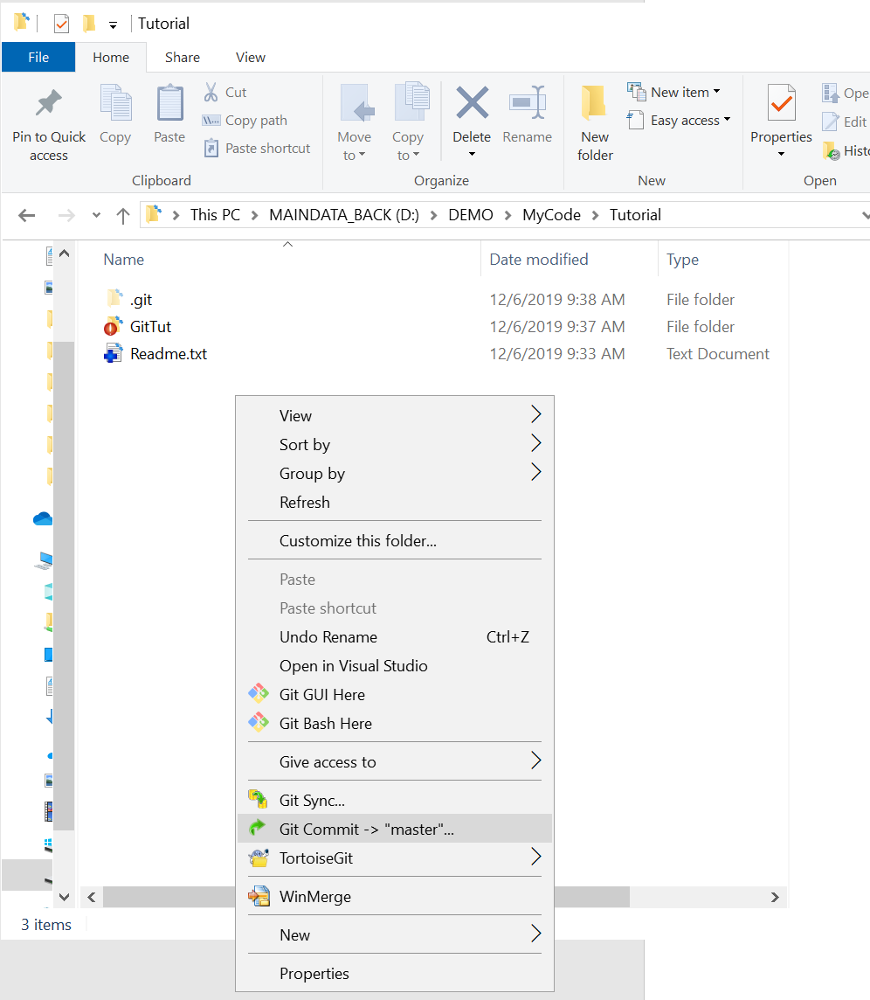 Tutorial
File Home Share View
Pin to Quick access
Copy
Paste
Cut
Copy path
Paste shortcut
Clipboard
Move to
Copy to
Delete
Rename
Organize
New folder
New item
Easy access
New
Properties
Ope
Edit
Histo
Open
This PC MAINDATA_BACK (D:) DEMO MyCode Tutorial
Name Date modified Type
.git 12/6/2019 9:38 AM File folder
GitTut 12/6/2019 9:37 AM File folder
Readme.txt 12/6/2019 9:33 AM Text Document
View
Sort by
Group by
Refresh
Customize this folder...
Paste
Paste shortcut
Undo Rename Ctrl+Z
Open in Visual Studio
Git GUI Here
Git Bash Here
Give access to
Git Sync...
Git Commit -> "master"...
TortoiseGit
WinMerge
New
Properties
3 items